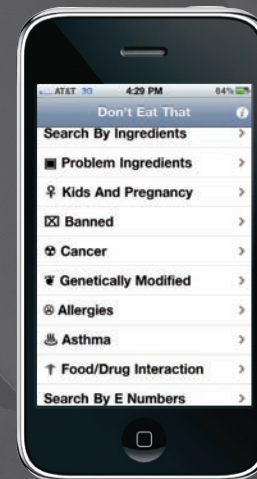 AT&T 3G 4:29 PM 64%
Don't Eat That
Search By Ingredients
Problem Ingredients
Kids And Pregnancy
Banned
Cancer
Genetically Modified
Allergies
Asthma
Food/Drug Interaction
Search By E Numbers